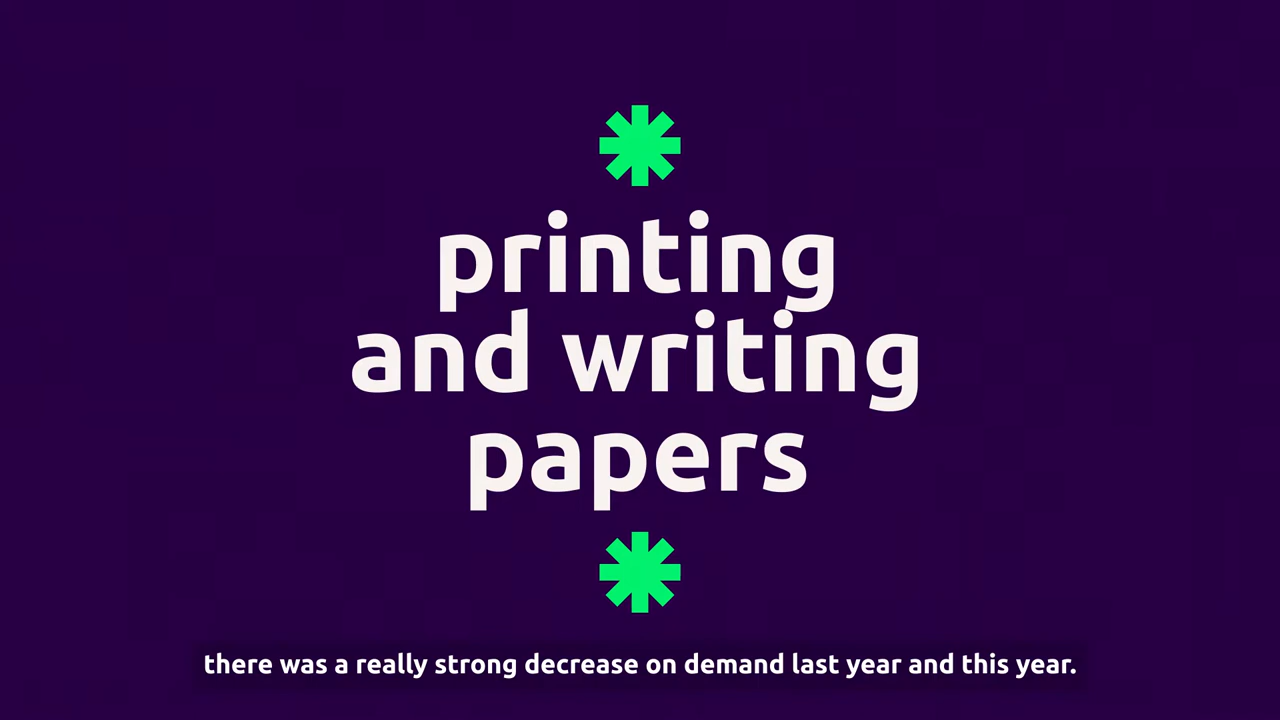 printing
and writing
papers
there was a really strong decrease on demand last year and this year.